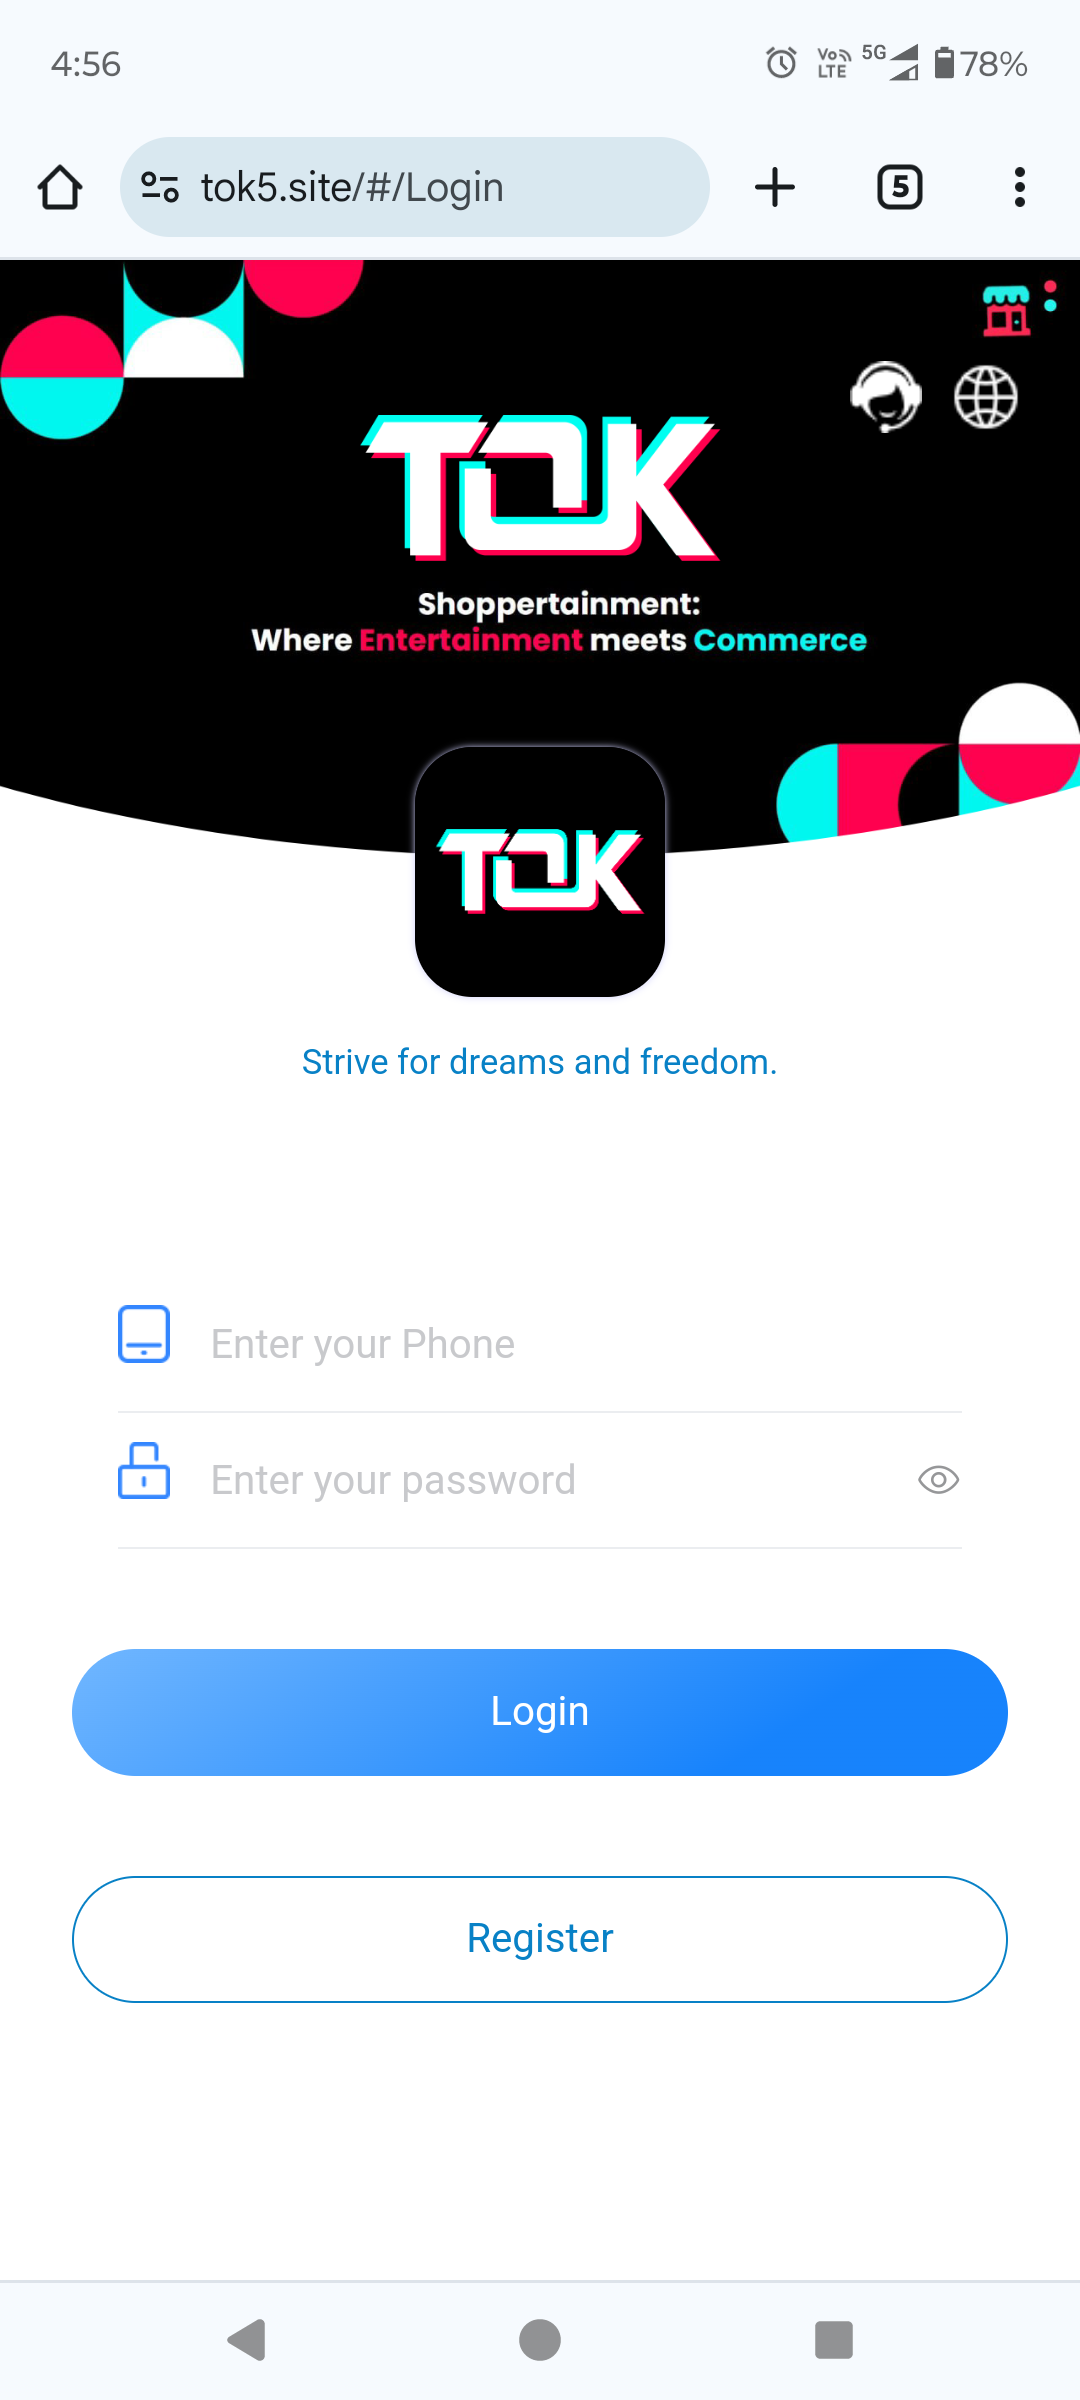 4:56
Vo LTE 5G 78%
tok5.site/#/Login
5
TOK
Shoppertainment:
Where Entertainment meets Commerce
TOK
Strive for dreams and freedom.
Enter your Phone
Enter your password
Login
Register